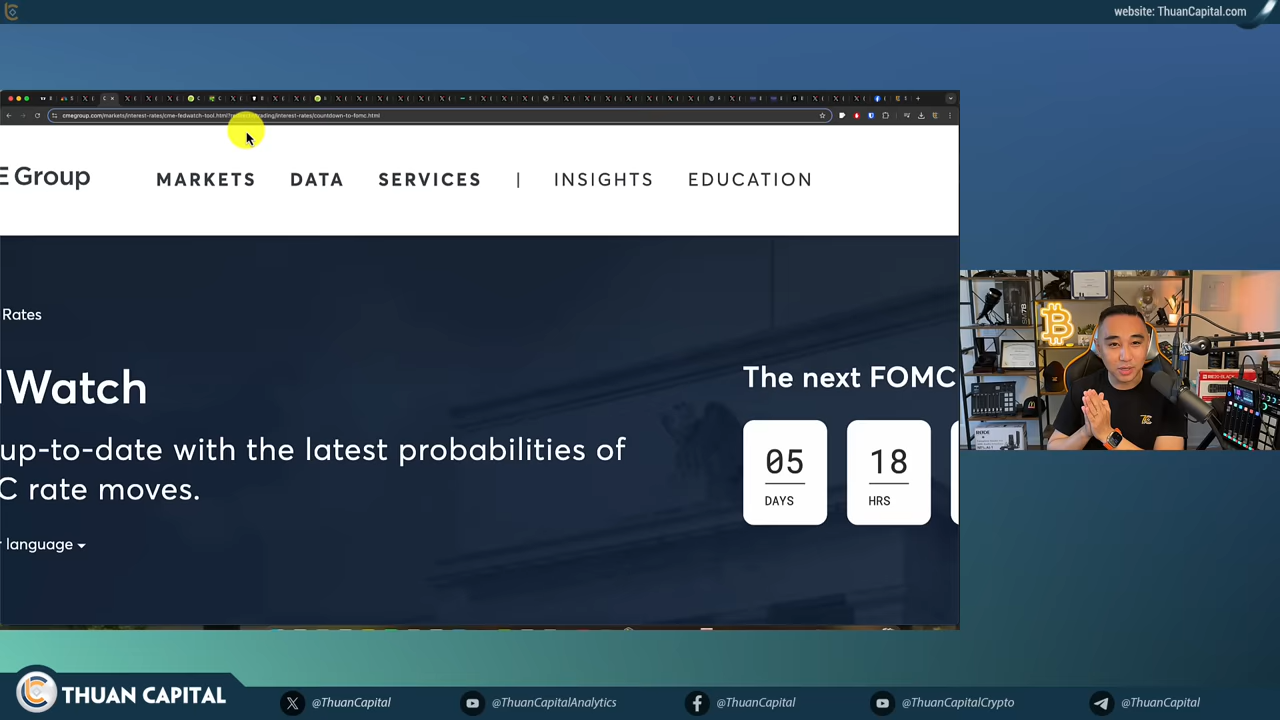 website: ThuanCapital.com
E Group
MARKETS DATA SERVICES | INSIGHTS EDUCATION
Rates
lWatch
The next FOMC
up-to-date with the latest probabilities of
C rate moves.
05
DAYS
18
HRS
language
THUAN CAPITAL
@ThuanCapital
@ThuanCapitalAnalytics
@ThuanCapital
@ThuanCapitalCrypto
@ThuanCapital